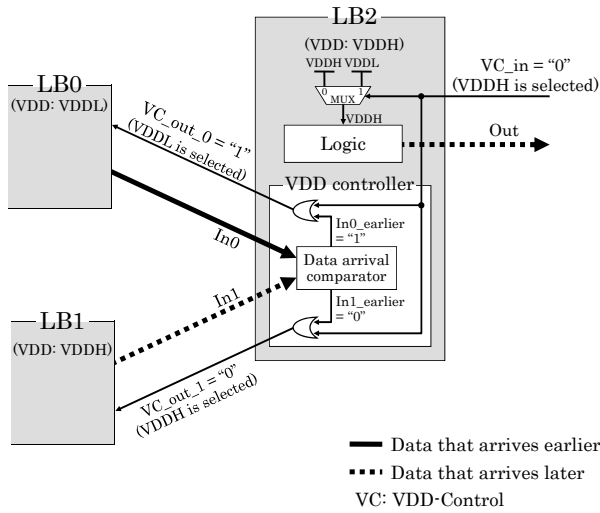 LB2
(VDD: VDDH)
VDDH VDDL
0 1
MUX
VDDH
Logic
VC_in = “0”
(VDDH is selected)
Out
LB0
(VDD: VDDL)
VC_out_0 = “1”
(VDDL is selected)
In0
VDD controller
In0_earlier
= “1”
Data arrival
comparator
In1_earlier
= “0”
In1
LB1
(VDD: VDDH)
VC_out_1 = “0”
(VDDH is selected)
Data that arrives earlier
Data that arrives later
VC: VDD-Control